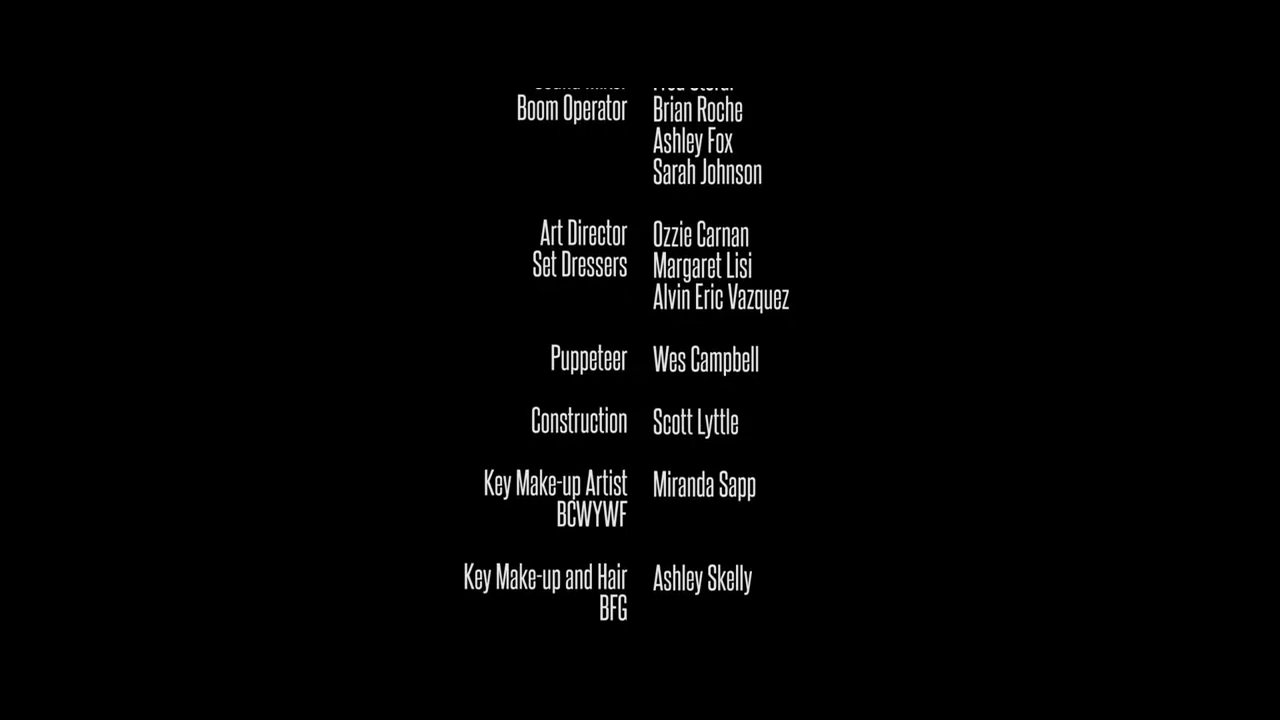 Boom Operator Brian Roche
Ashley Fox
Sarah Johnson
Art Director Ozzie Carnan
Set Dressers Margaret Lisi
Alvin Eric Vazquez
Puppeteer Wes Campbell
Construction Scott Lyttle
Key Make-up Artist Miranda Sapp
BCWYWF
Key Make-up and Hair Ashley Skelly
BFG